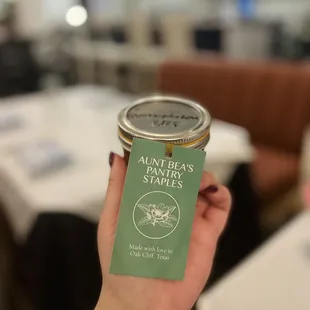 AUNT BEA'S
PANTRY
STAPLES
Made with love in
Oak Cliff, Texas